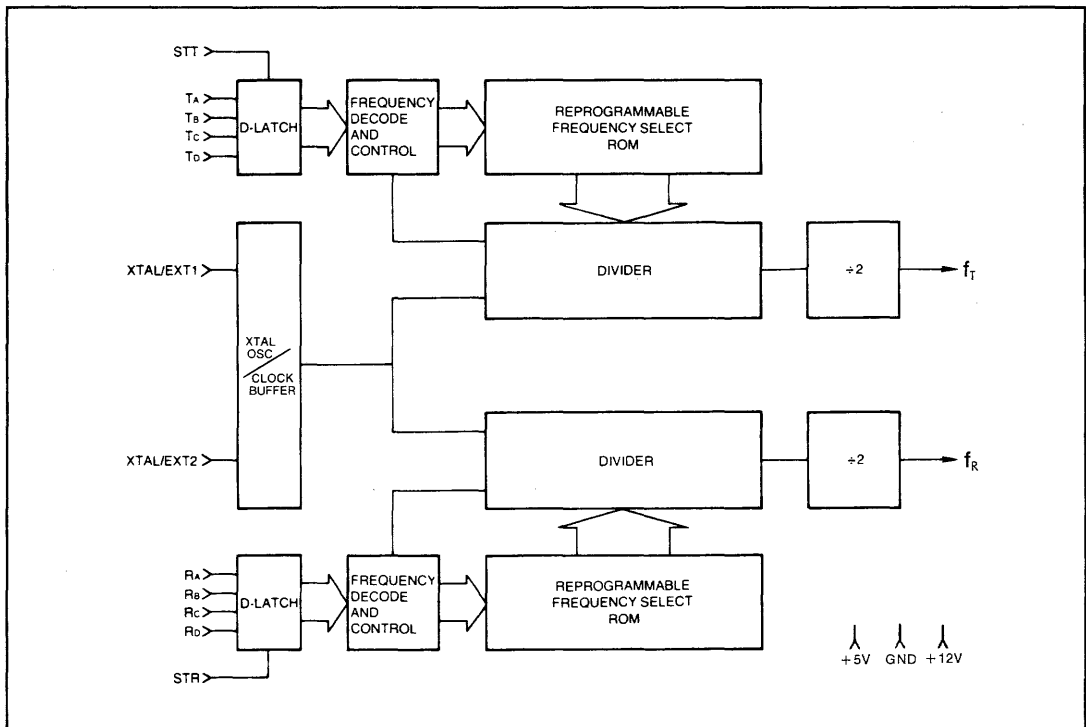 STT
TA
TB
TC
TD
D-LATCH
FREQUENCY
DECODE
AND
CONTROL
REPROGRAMMABLE
FREQUENCY SELECT
ROM
XTAL/EXT1
XTAL
OSC
CLOCK
BUFFER
DIVIDER
÷2
fT
XTAL/EXT2
DIVIDER
÷2
fR
RA
RB
RC
RD
D-LATCH
FREQUENCY
DECODE
AND
CONTROL
REPROGRAMMABLE
FREQUENCY SELECT
ROM
STR
+5V GND +12V